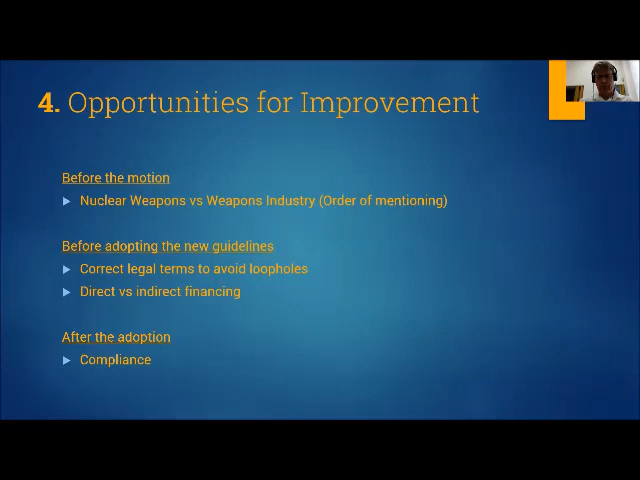 4. Opportunities for Improvement
Before the motion
Nuclear Weapons vs Weapons Industry (Order of mentioning)
Before adopting the new guidelines
Correct legal terms to avoid loopholes
Direct vs indirect financing
After the adoption
Compliance